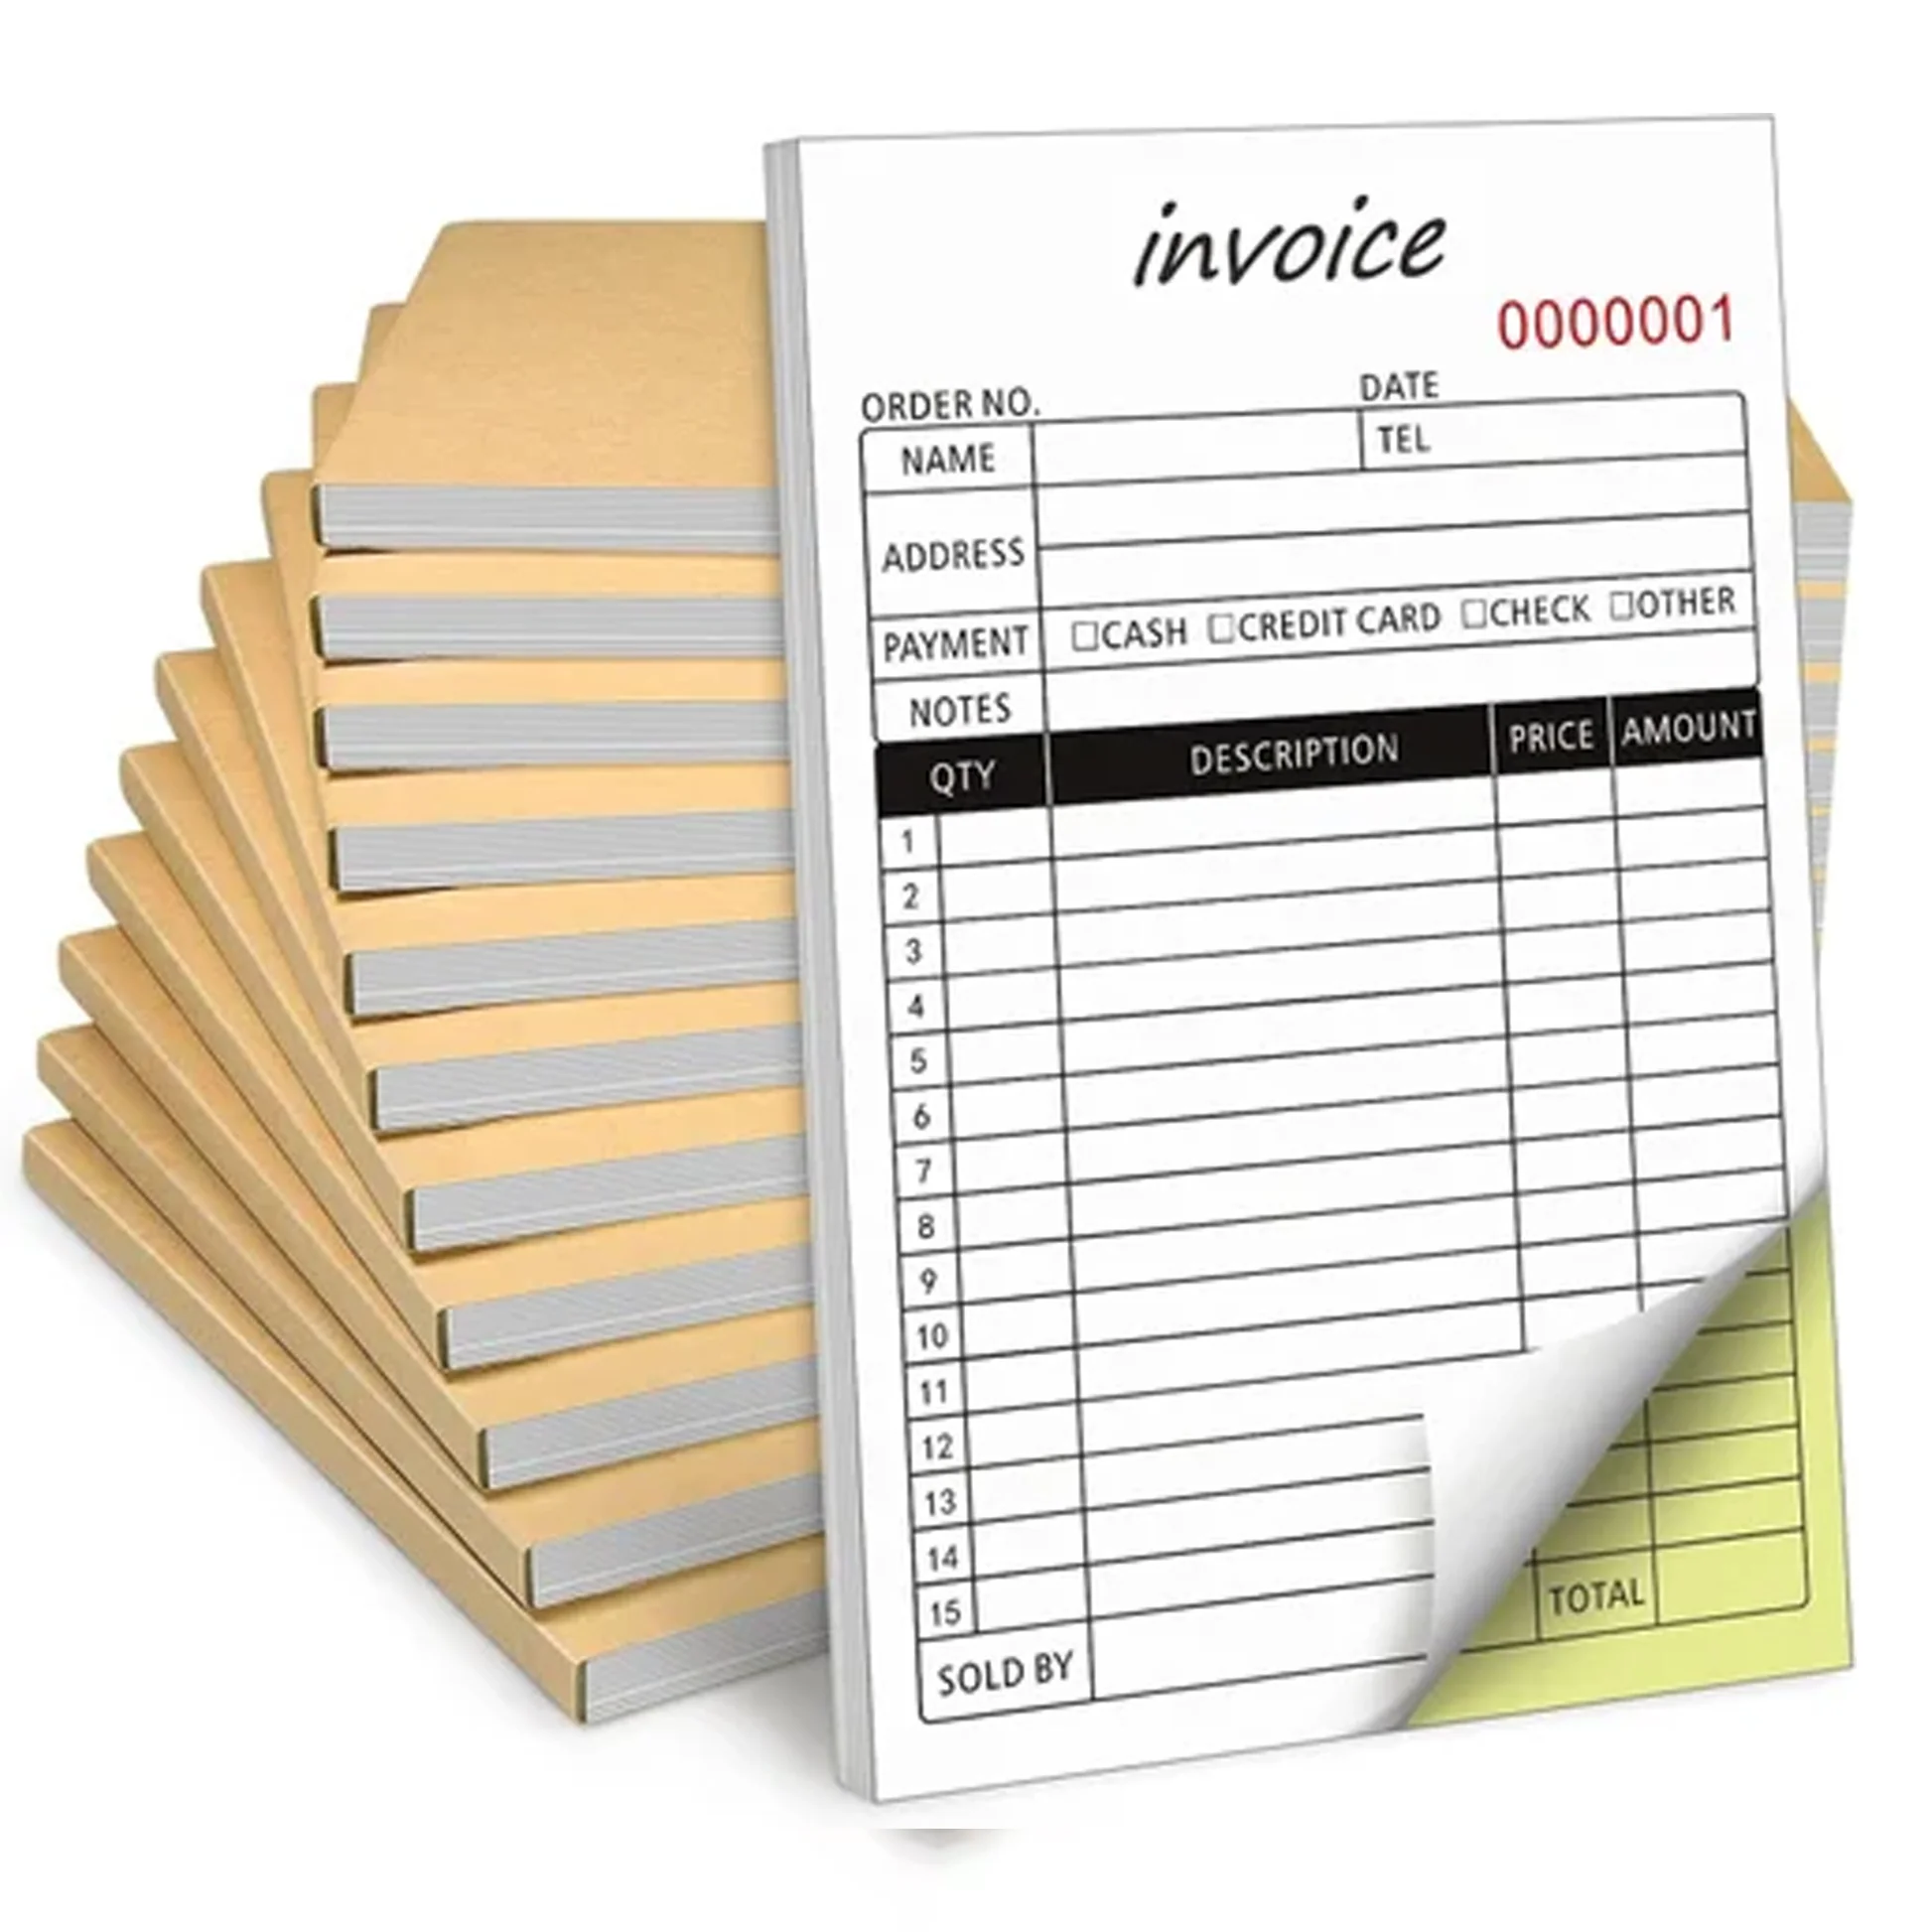 invoice
0000001
ORDER NO. DATE
NAME TEL
ADDRESS
PAYMENT □CASH □CREDIT CARD □CHECK □OTHER
NOTES
QTY DESCRIPTION PRICE AMOUNT
1
2
3
4
5
6
7
8
9
10
11
12
13
14
15
TOTAL
SOLD BY